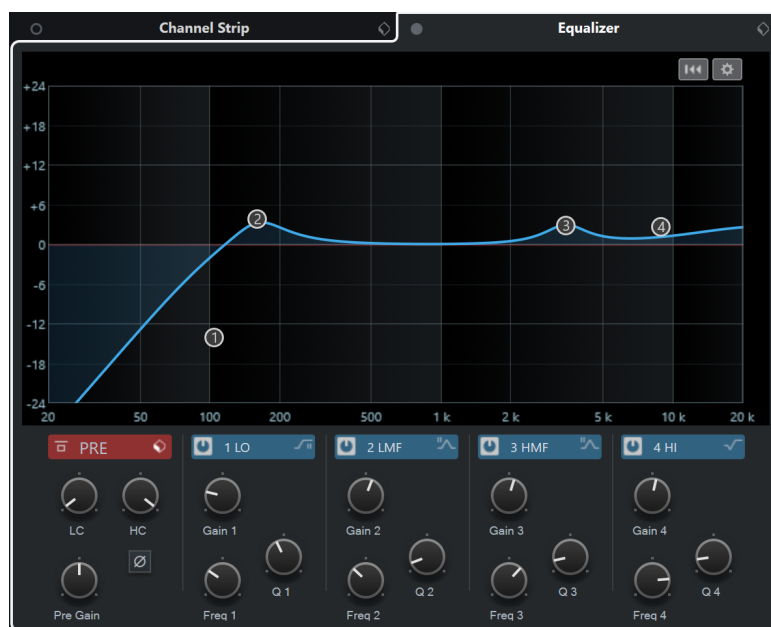 Channel Strip
Equalizer
+24
+18
+12
+6
0
-6
-12
-18
-24
1
2
3
4
20 50 100 200 500 1 k 2 k 5 k 10 k 20 k
PRE 1 LO 2 LMF 3 HMF 4 HI
LC HC Gain 1 Gain 2 Gain 3 Gain 4
Q 1 Q 2 Q 3 Q 4
Pre Gain Freq 1 Freq 2 Freq 3 Freq 4